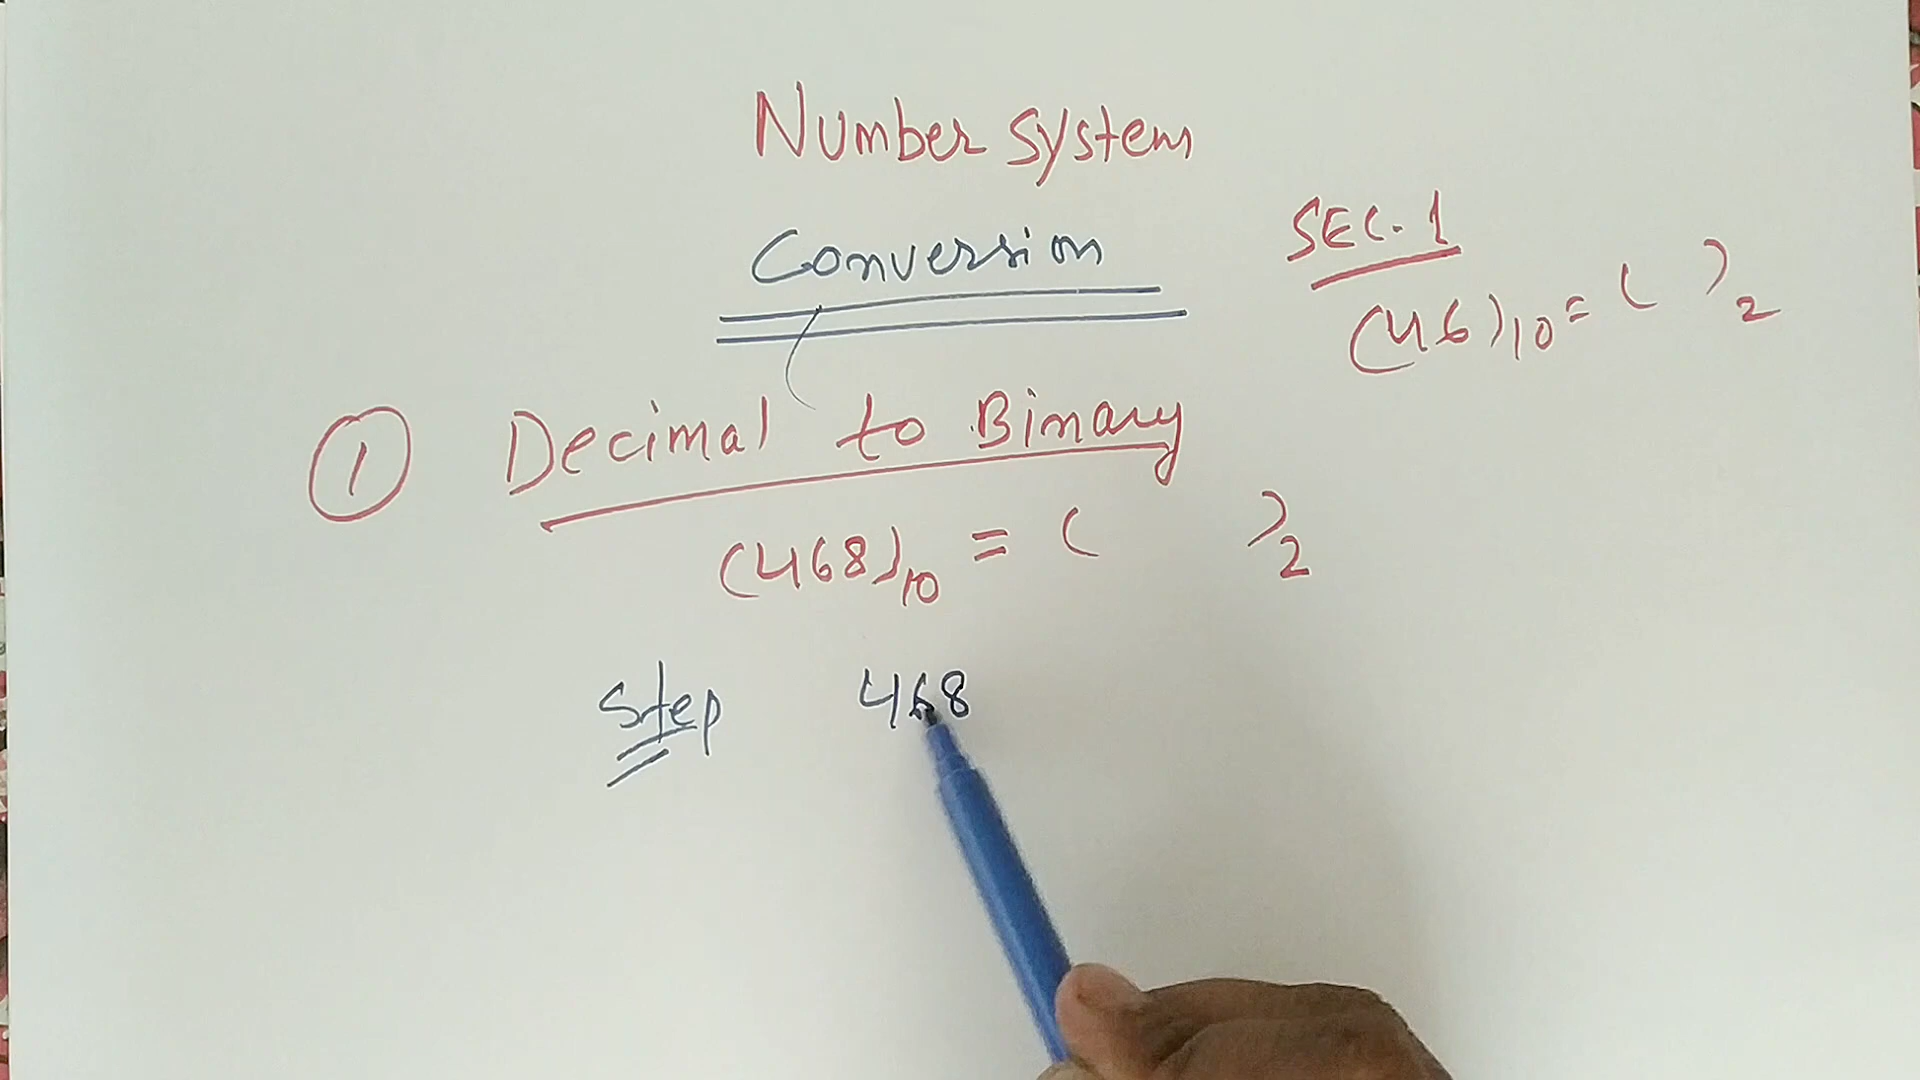 Number System
Conversion
SEC. 1
(46)10 = ( )2
① Decimal to Binary
(468)10 = ( )2
Step 468